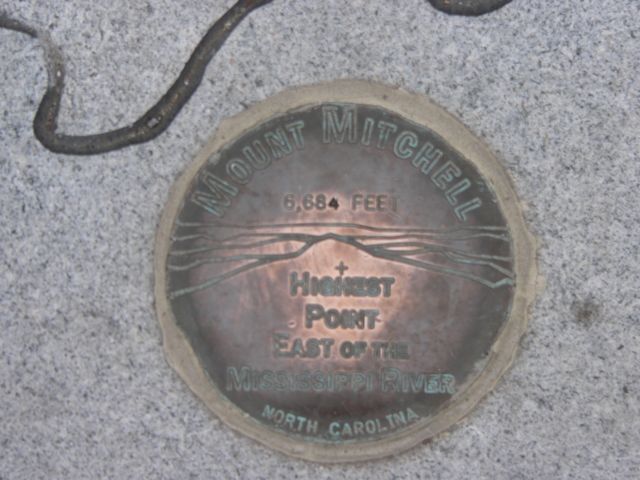 MOUNT MITCHELL
6,684 FEET
HIGHEST
POINT
EAST OF THE
MISSISSIPPI RIVER
NORTH CAROLINA